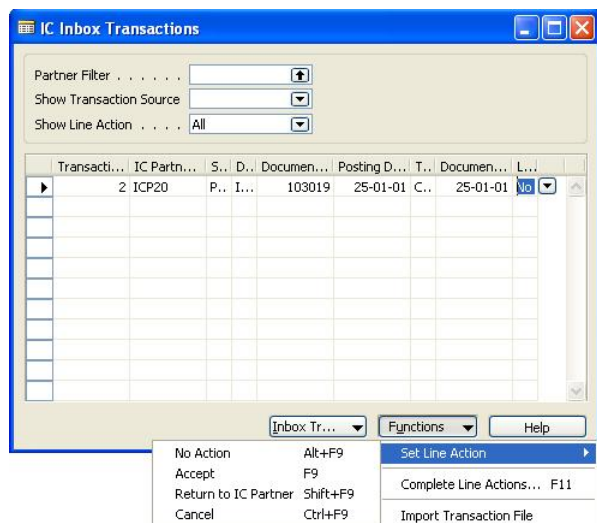 IC Inbox Transactions
Partner Filter . . . . . .
Show Transaction Source
Show Line Action . . . . All
Transacti... IC Partn... S.. D.. Documen... Posting D... T.. Documen... L...
2 ICP20 P.. I... 103019 25-01-01 C.. 25-01-01 No
Inbox Tr... Functions Help
No Action Alt+F9
Accept F9
Return to IC Partner Shift+F9
Cancel Ctrl+F9
Set Line Action
Complete Line Actions... F11
Import Transaction File